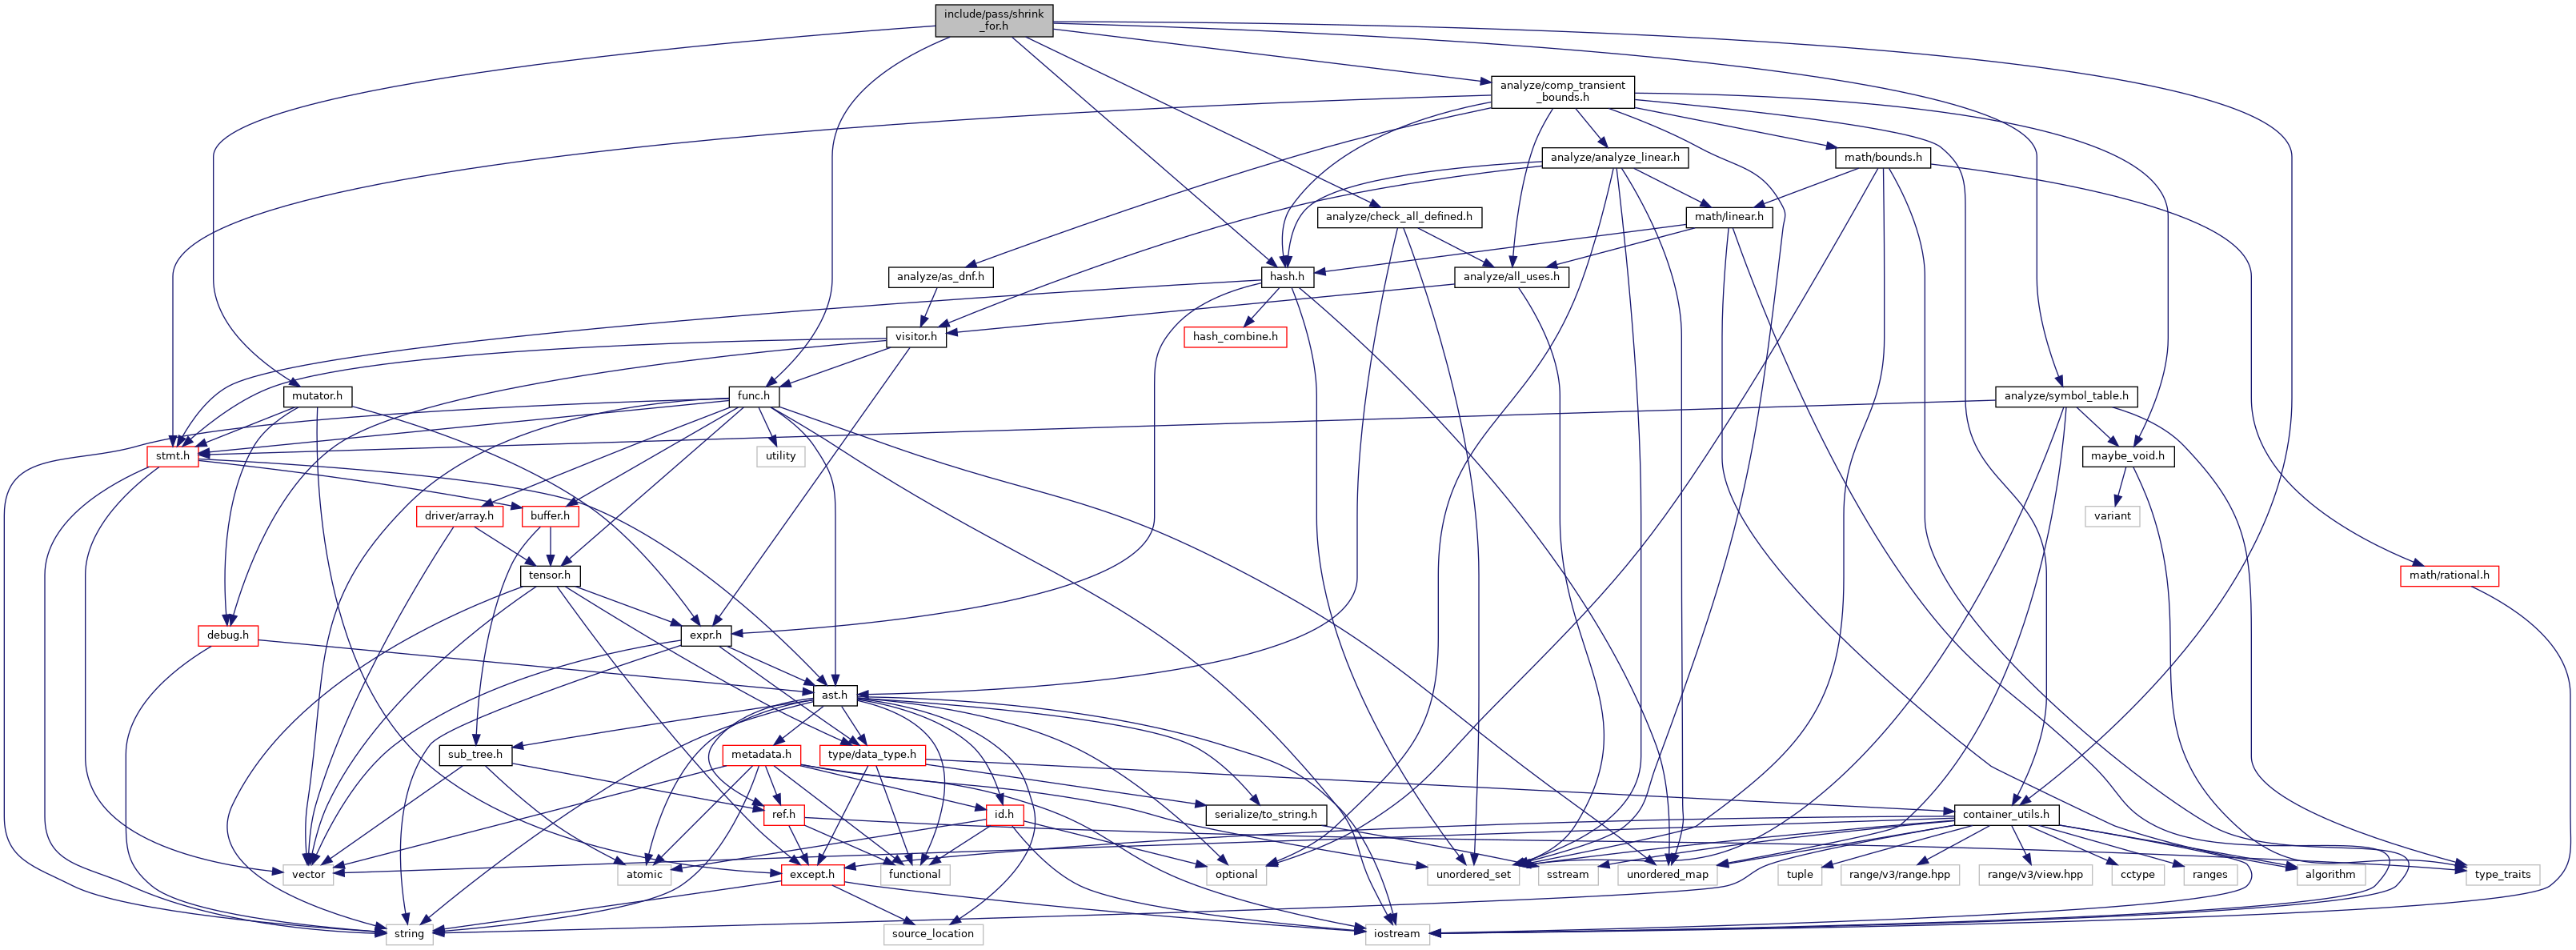 include/pass/shrink
_for.h
analyze/comp_transient
_bounds.h
analyze/analyze_linear.h
math/bounds.h
analyze/check_all_defined.h
math/linear.h
analyze/as_dnf.h
hash.h
analyze/all_uses.h
visitor.h
hash_combine.h
mutator.h
func.h
analyze/symbol_table.h
stmt.h
utility
maybe_void.h
driver/array.h
buffer.h
variant
tensor.h
math/rational.h
debug.h
expr.h
ast.h
sub_tree.h
metadata.h
type/data_type.h
ref.h
id.h
serialize/to_string.h
container_utils.h
vector
atomic
except.h
functional
optional
unordered_set
sstream
unordered_map
tuple
range/v3/range.hpp
range/v3/view.hpp
cctype
ranges
algorithm
type_traits
string
source_location
iostream